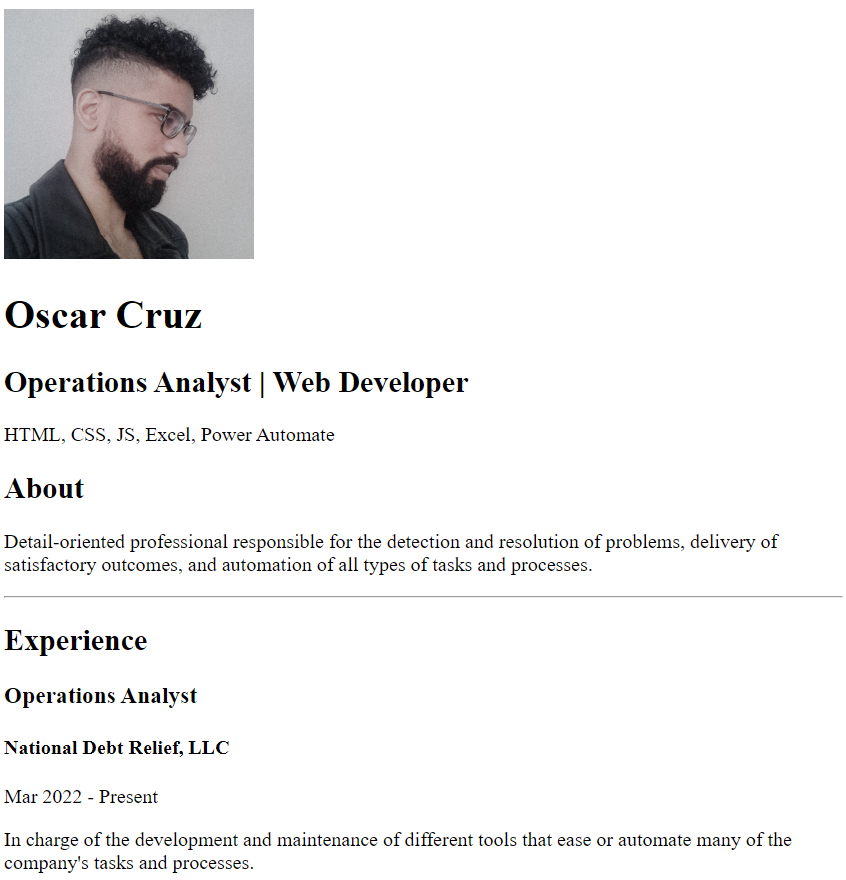 Oscar Cruz
Operations Analyst | Web Developer
HTML, CSS, JS, Excel, Power Automate
About
Detail-oriented professional responsible for the detection and resolution of problems, delivery of
satisfactory outcomes, and automation of all types of tasks and processes.
Experience
Operations Analyst
National Debt Relief, LLC
Mar 2022 - Present
In charge of the development and maintenance of different tools that ease or automate many of the
company's tasks and processes.